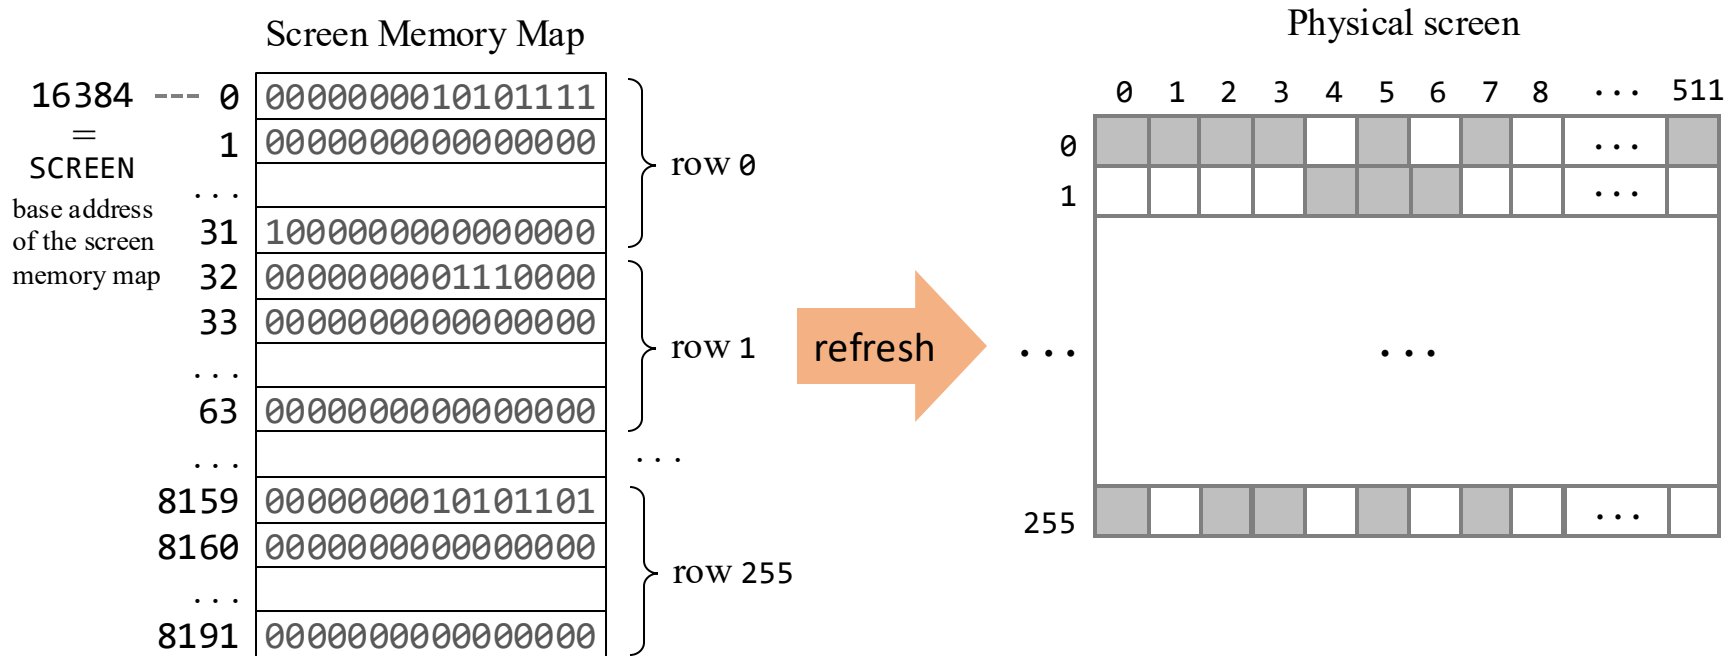 Screen Memory Map
16384 --- 0 0000000010101111
= 1 0000000000000000
SCREEN
...
base address
of the screen
memory map
31 1000000000000000
row 0
32 0000000001110000
33 0000000000000000
...
63 0000000000000000
row 1
... ...
8159 0000000010101101
8160 0000000000000000
...
8191 0000000000000000
row 255
refresh
Physical screen
0 1 2 3 4 5 6 7 8 ... 511
0 ...
1 ...
... ...
255 ...